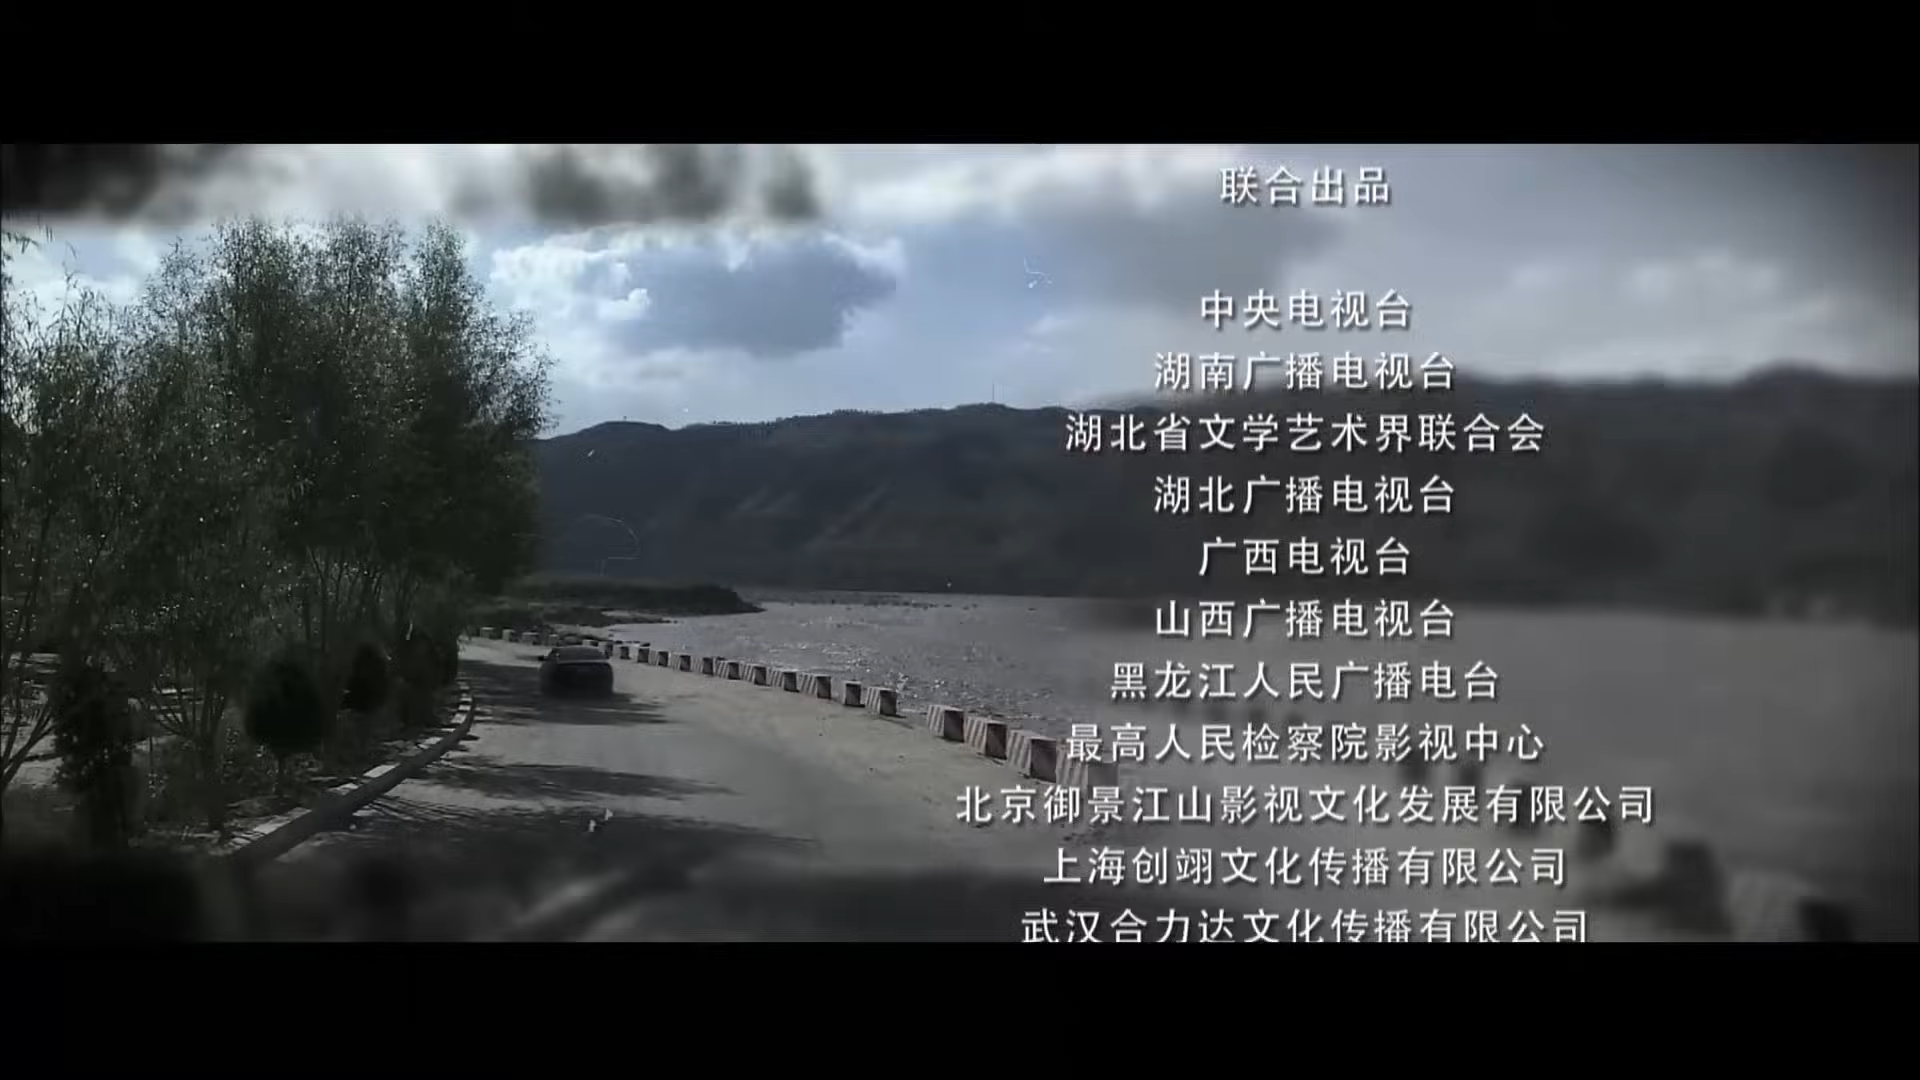 联合出品
中央电视台
湖南广播电视台
湖北省文学艺术界联合会
湖北广播电视台
广西电视台
山西广播电视台
黑龙江人民广播电台
最高人民检察院影视中心
北京御景江山影视文化发展有限公司
上海创翊文化传播有限公司
武汉合力达文化传播有限公司